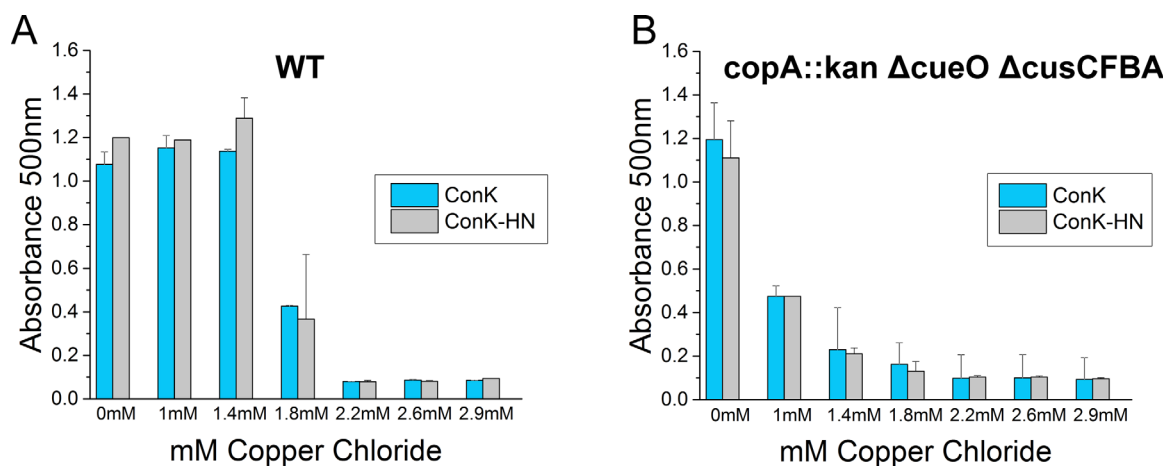 A
WT
Absorbance 500nm
1.6
1.4
1.2
1.0
0.8
0.6
0.4
0.2
0.0
ConK
ConK-HN
0mM 1mM 1.4mM 1.8mM 2.2mM 2.6mM 2.9mM
mM Copper Chloride
B
copA::kan ΔcueO ΔcusCFBA
Absorbance 500nm
1.6
1.4
1.2
1.0
0.8
0.6
0.4
0.2
0.0
ConK
ConK-HN
0mM 1mM 1.4mM 1.8mM 2.2mM 2.6mM 2.9mM
mM Copper Chloride